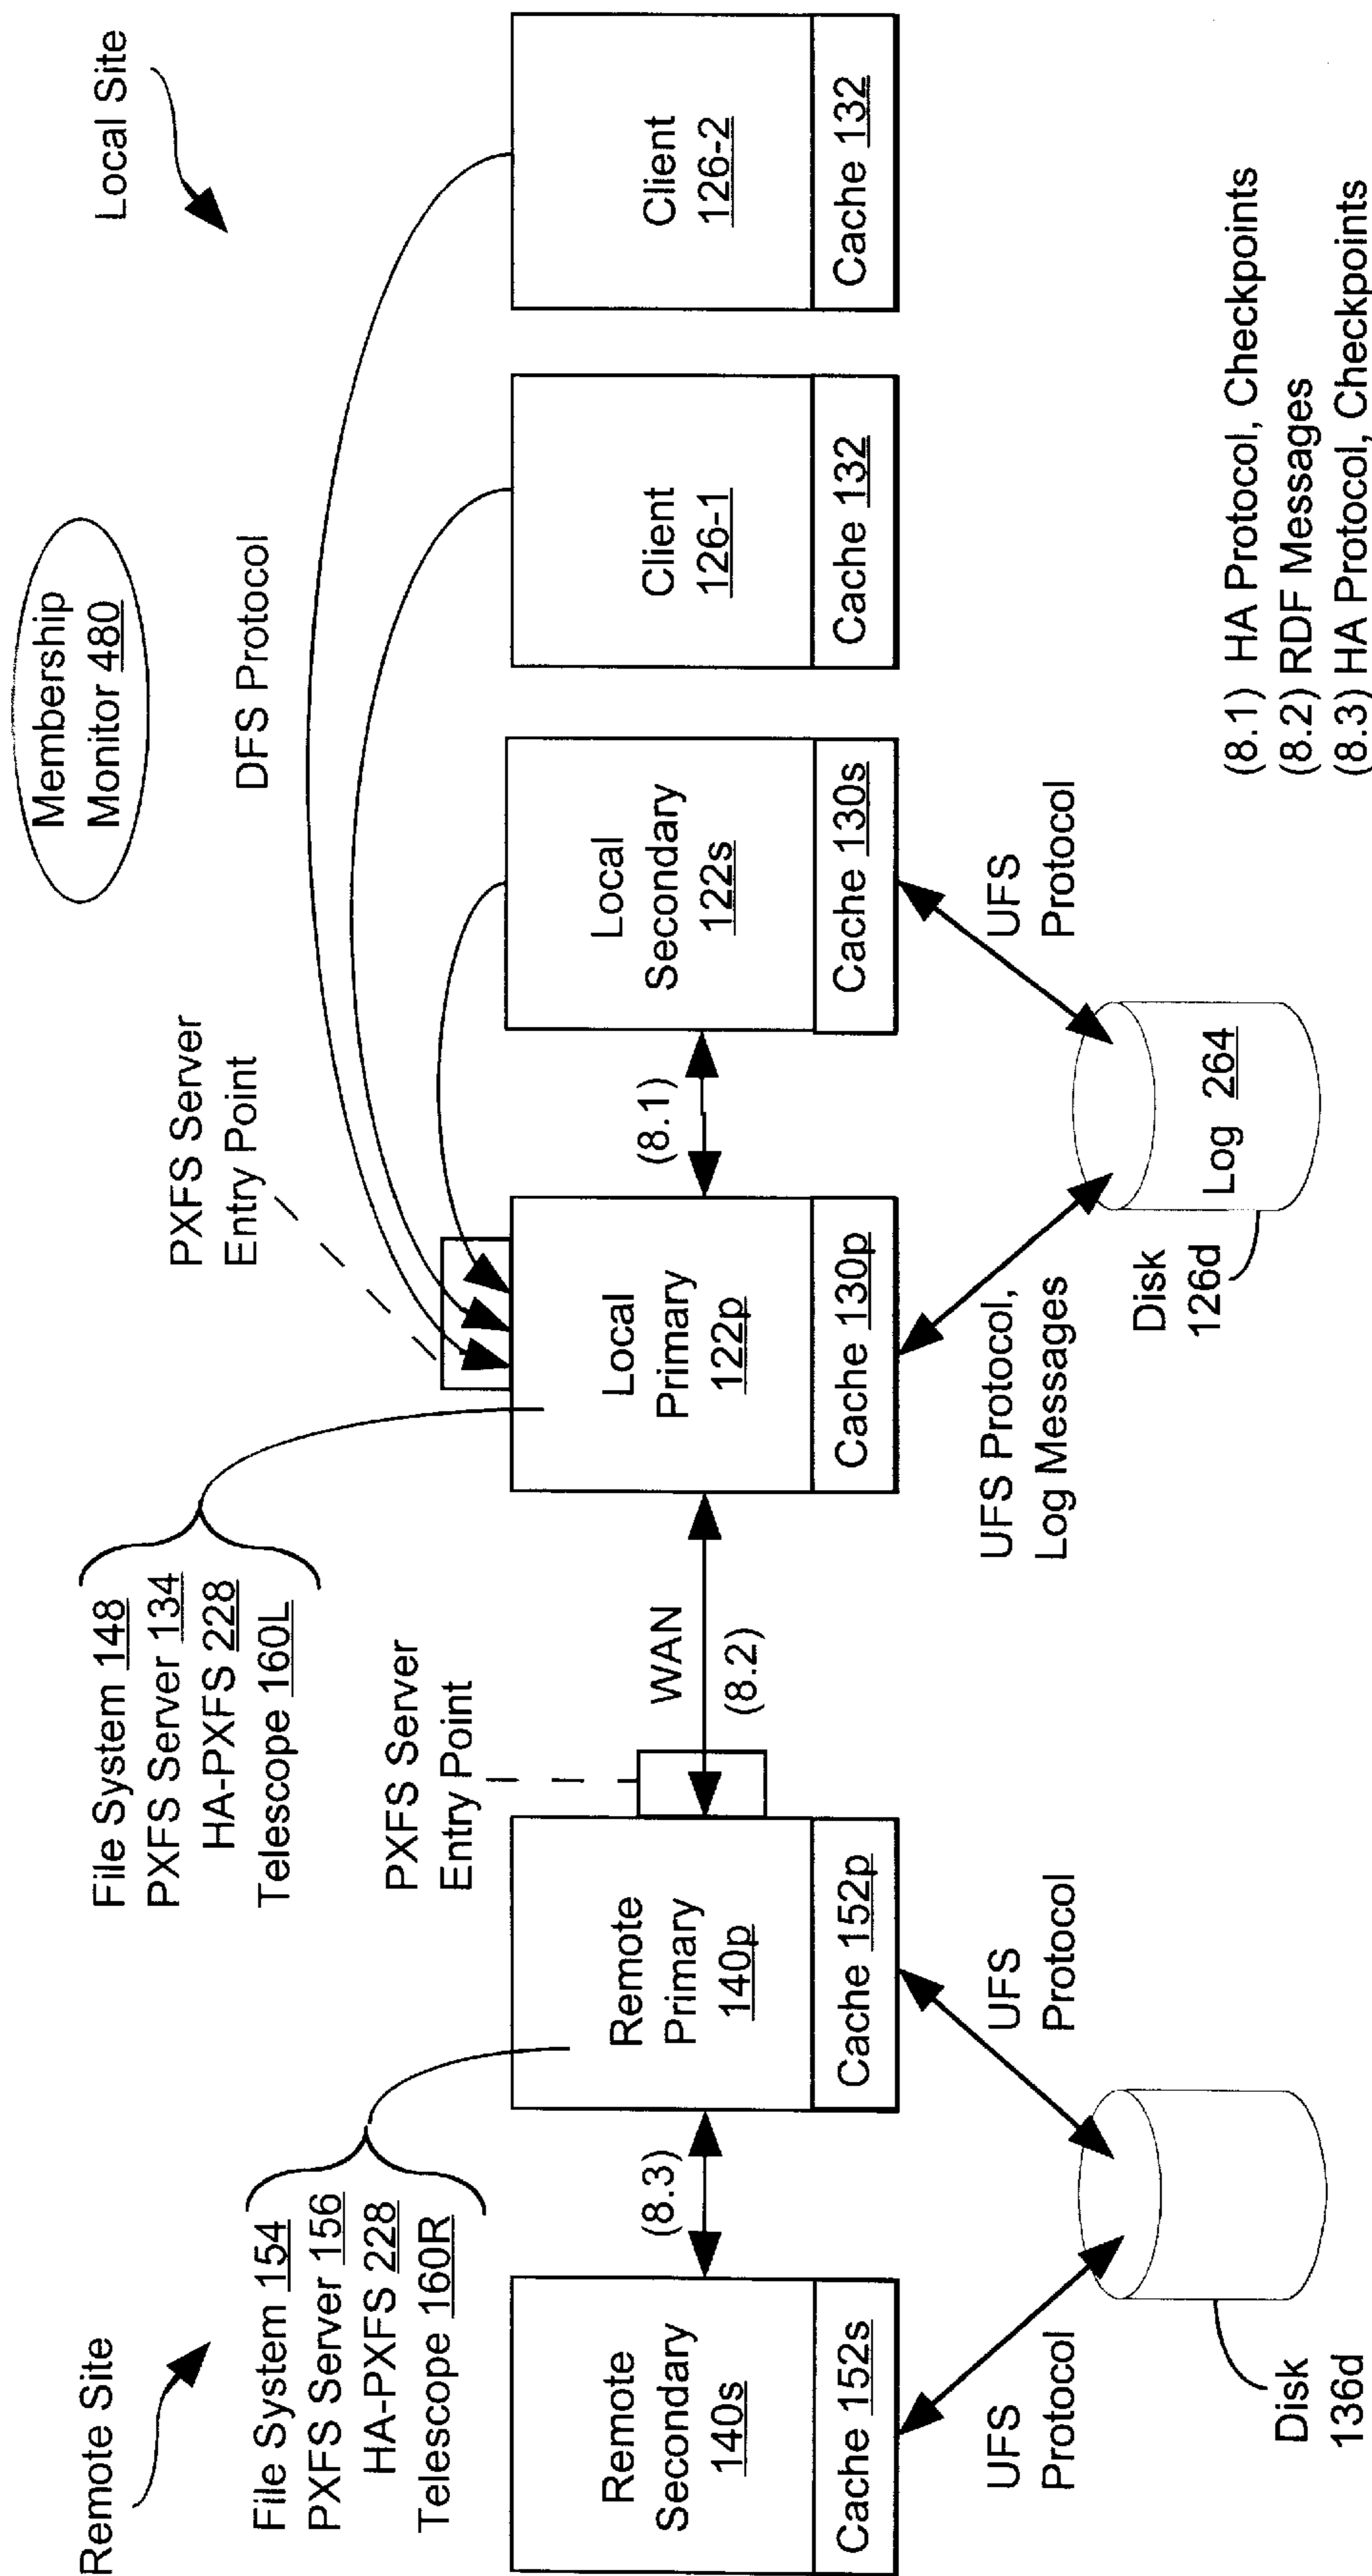 Remote Site
File System 154
PXFS Server 156
HA-PXFS 228
Telescope 160R
File System 148
PXFS Server 134
HA-PXFS 228
Telescope 160L
Membership
Monitor 480
Local Site
DFS Protocol
PXFS Server
Entry Point
PXFS Server
Entry Point
Remote
Secondary
140s
Cache 152s
(8.3)
Remote
Primary
140p
Cache 152p
WAN
(8.2)
Local
Primary
122p
Cache 130p
(8.1)
Local
Secondary
122s
Cache 130s
Client
126-1
Cache 132
Client
126-2
Cache 132
UFS
Protocol
UFS
Protocol
UFS Protocol,
Log Messages
UFS
Protocol
Disk
136d
Disk
126d
Log 264
(8.1) HA Protocol, Checkpoints
(8.2) RDF Messages
(8.3) HA Protocol, Checkpoints